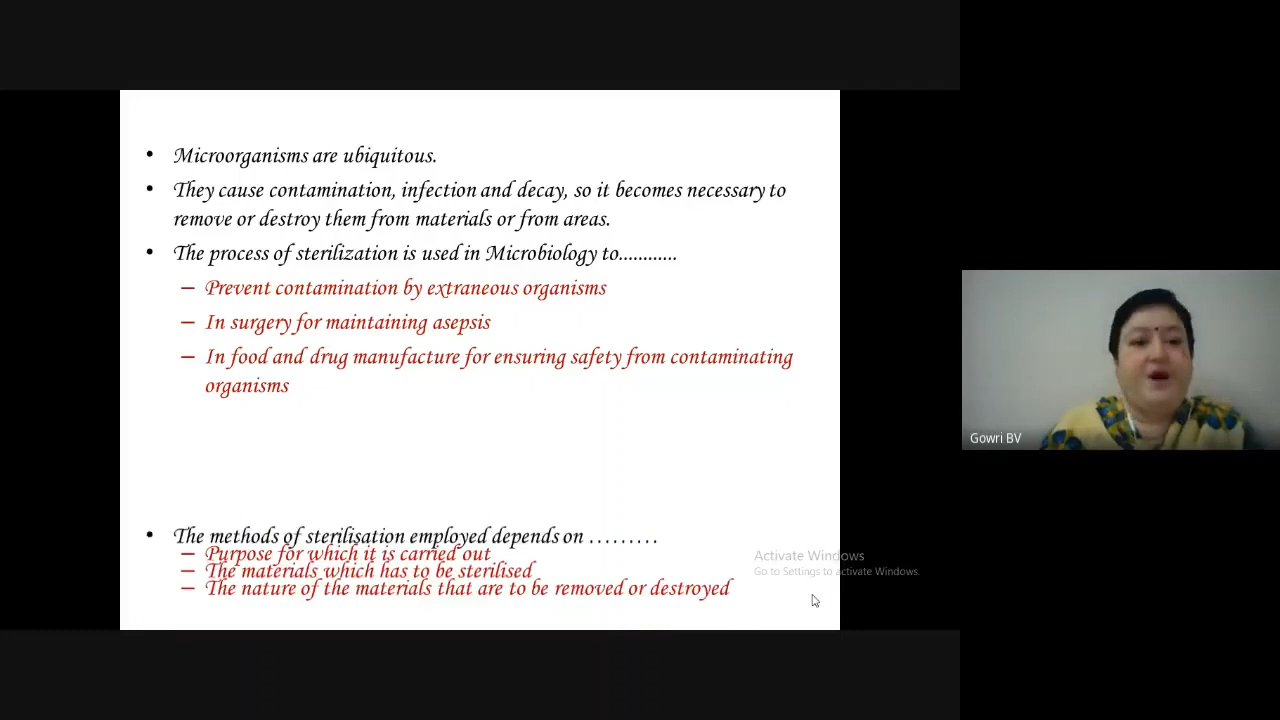 • Microorganisms are ubiquitous.
• They cause contamination, infection and decay, so it becomes necessary to
remove or destroy them from materials or from areas.
• The process of sterilization is used in Microbiology to............
– Prevent contamination by extraneous organisms
– In surgery for maintaining asepsis
– In food and drug manufacture for ensuring safety from contaminating
organisms
• The methods of sterilisation employed depends on ………
– Purpose for which it is carried out
– The materials which has to be sterilised
– The nature of the materials that are to be removed or destroyed
Activate Windows
Go to Settings to activate Windows.
Gowri BV